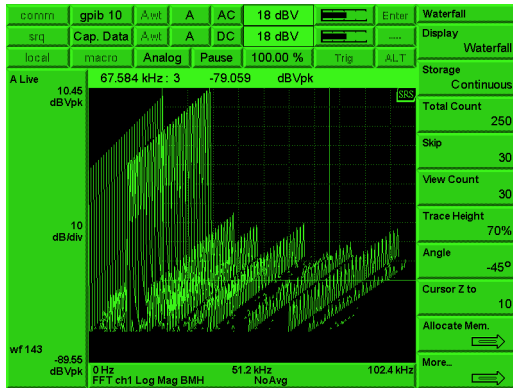 comm gpib 10 Awt A AC 18 dBV Enter Waterfall
srq Cap. Data Awt A DC 18 dBV ---- Display
Waterfall
local macro Analog Pause 100.00 % Trig ALT
A Live 67.584 kHz: 3 -79.059 dBVpk
Storage
Continuous
10.45
dBVpk
SRS
Total Count
250
Skip
30
View Count
30
10
dB/div
Trace Height
70%
Angle
-45º
Cursor Z to
10
Allocate Mem.
wf 143
-89.55
dBVpk
0 Hz 51.2 kHz 102.4 kHz
FFT ch1 Log Mag BMH NoAvg
More...